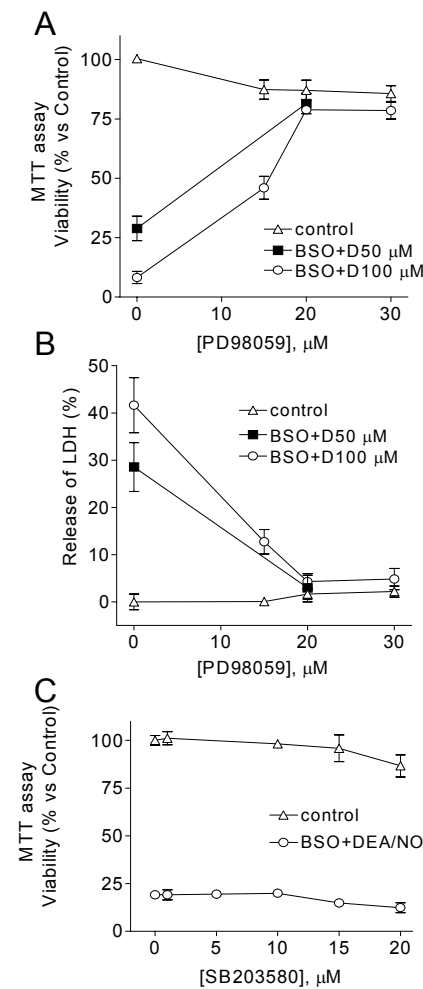 A
MTT assay
Viability (% vs Control)
100
75
50
25
0
control
BSO+D50 μM
BSO+D100 μM
0 10 20 30
[PD98059], μM
B
Release of LDH (%)
50
40
30
20
10
0
control
BSO+D50 μM
BSO+D100 μM
0 10 20 30
[PD98059], μM
C
MTT assay
Viability (% vs Control)
100
75
50
25
0
control
BSO+DEA/NO
0 5 10 15 20
[SB203580], μM